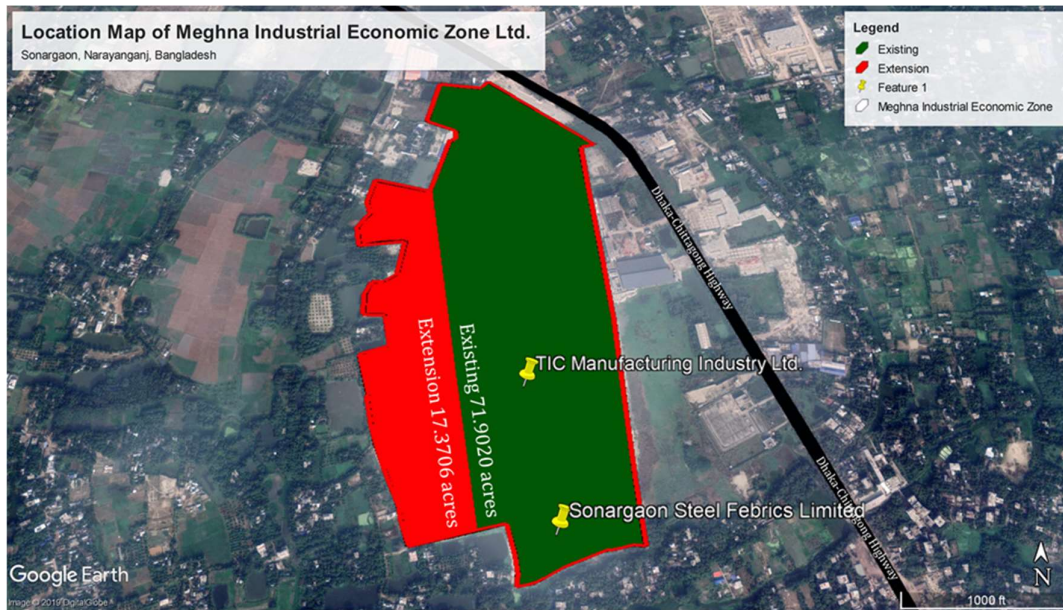 Location Map of Meghna Industrial Economic Zone Ltd.
Sonargaon, Narayanganj, Bangladesh
Legend
Existing
Extension
Feature 1
Meghna Industrial Economic Zone
Dhaka-Chittagong Highway
Extension 17.3706 acres
Existing 71.9020 acres
TIC Manufacturing Industry Ltd.
Sonargaon Steel Febrics Limited
Dhaka-Chittagong Highway
Google Earth
Image © 2019 DigitalGlobe
N
1000 ft